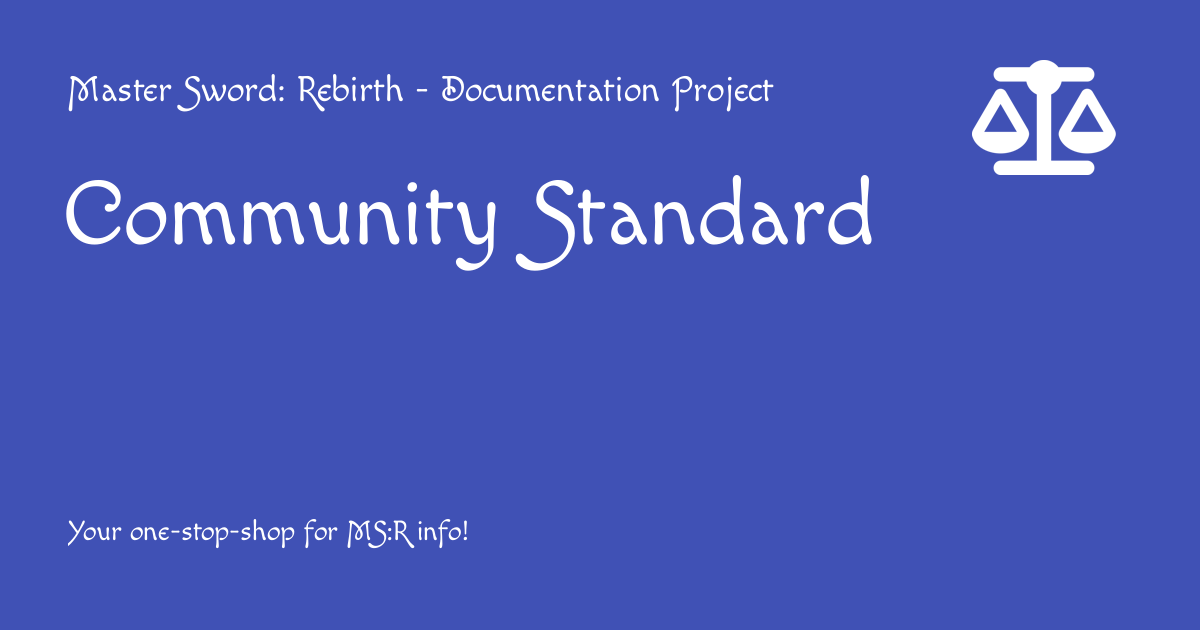 Master Sword: Rebirth - Documentation Project
Community Standard
Your one-stop-shop for MS:R info!